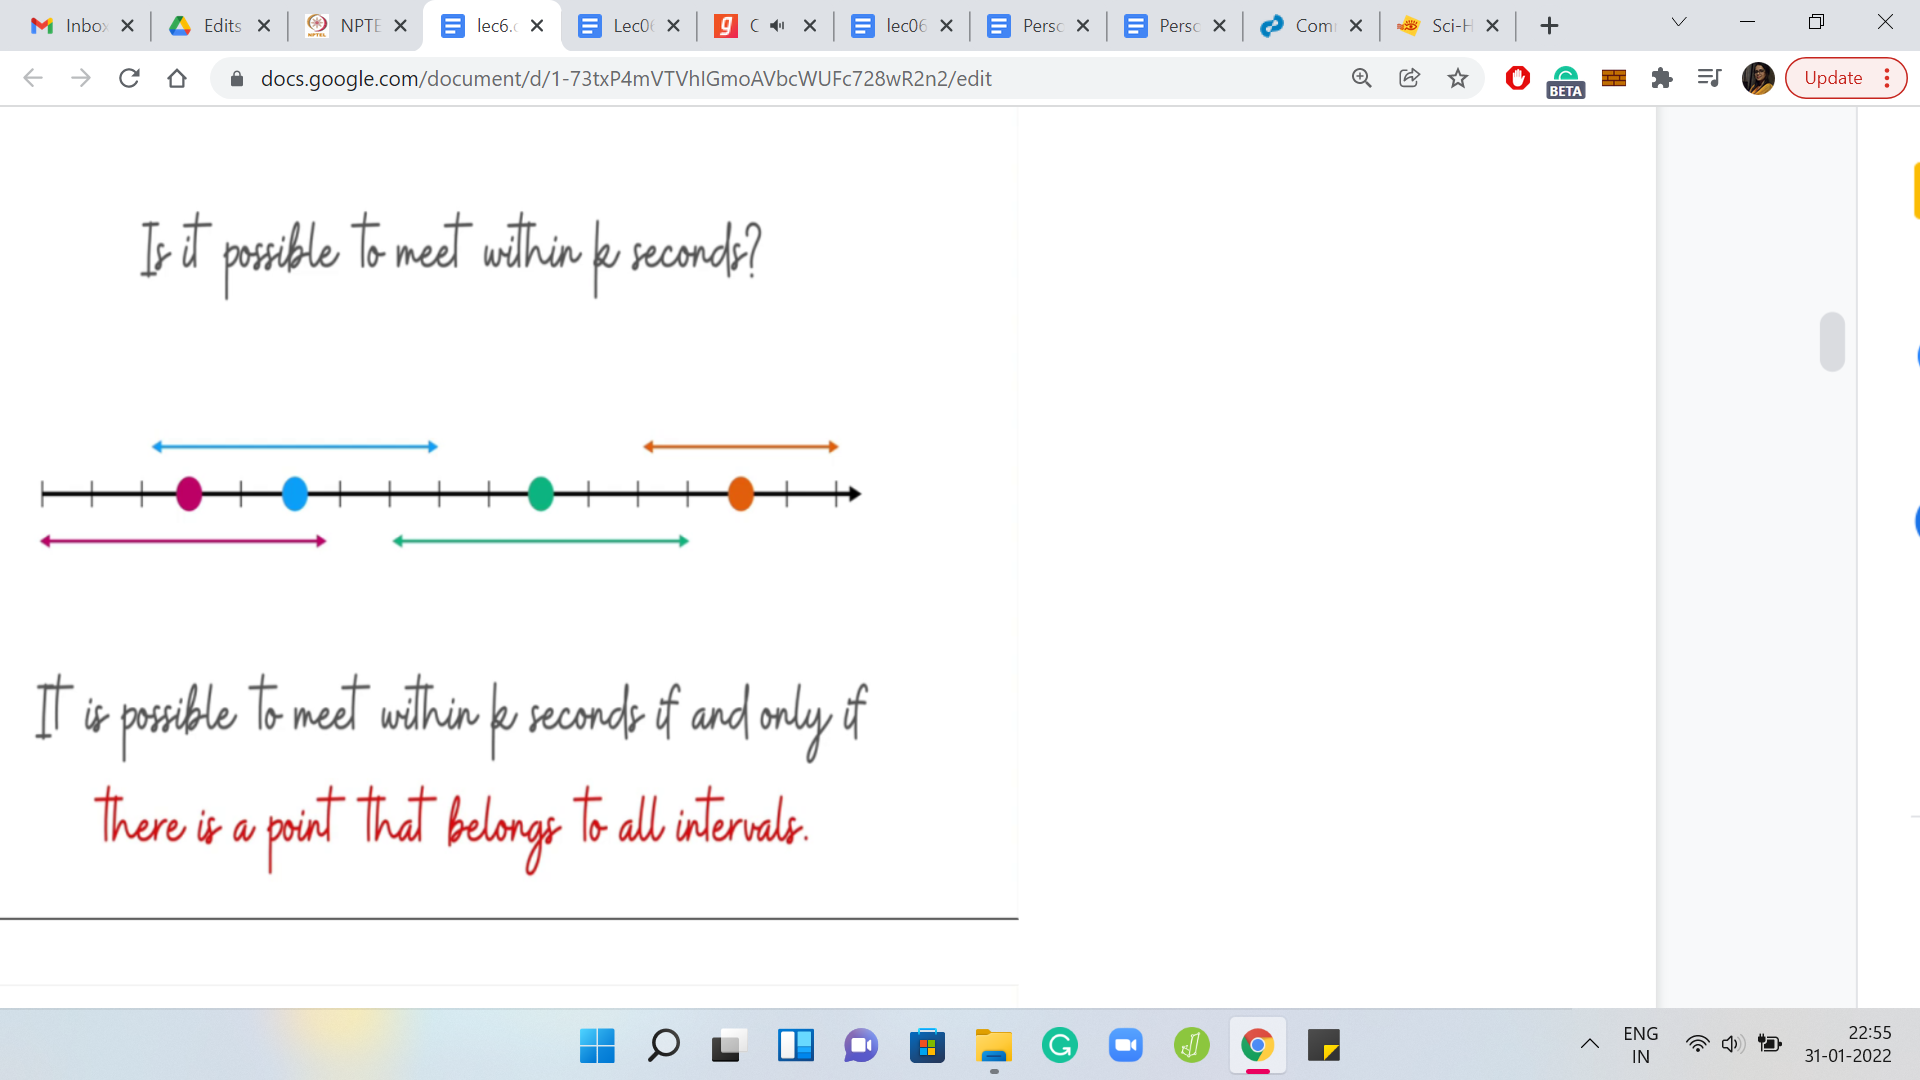 Inbo
Edits
NPTE
lec6.c
Lec0
C
lec06
Perso
Perso
Com
Sci-H
docs.google.com/document/d/1-73txP4mVTVhlGmoAVbcWUFc728wR2n2/edit
BETA
Update
Is it possible to meet within k seconds?
It is possible to meet within k seconds if and only if
there is a point that belongs to all intervals.
ENG
IN
22:55
31-01-2022